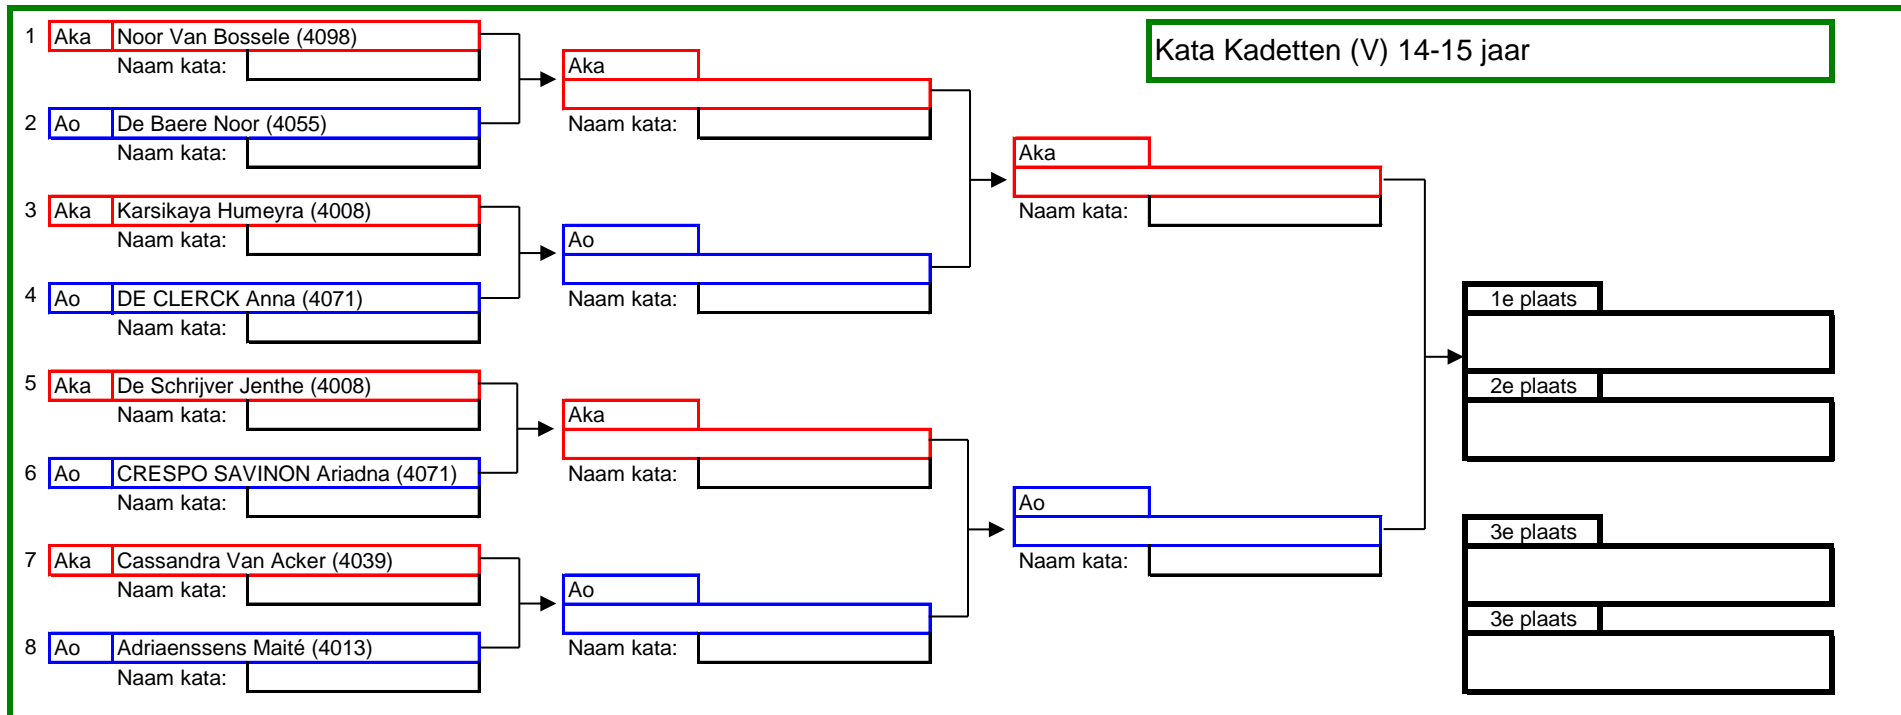 Kata Kadetten (V) 14-15 jaar
1 Aka Noor Van Bossele (4098)
Naam kata:
2 Ao De Baere Noor (4055)
Naam kata:
3 Aka Karsikaya Humeyra (4008)
Naam kata:
4 Ao DE CLERCK Anna (4071)
Naam kata:
5 Aka De Schrijver Jenthe (4008)
Naam kata:
6 Ao CRESPO SAVINON Ariadna (4071)
Naam kata:
7 Aka Cassandra Van Acker (4039)
Naam kata:
8 Ao Adriaenssens Maité (4013)
Naam kata:
Aka
Naam kata:
Ao
Naam kata:
Aka
Naam kata:
Ao
Naam kata:
Aka
Naam kata:
Ao
Naam kata:
1e plaats
2e plaats
3e plaats
3e plaats